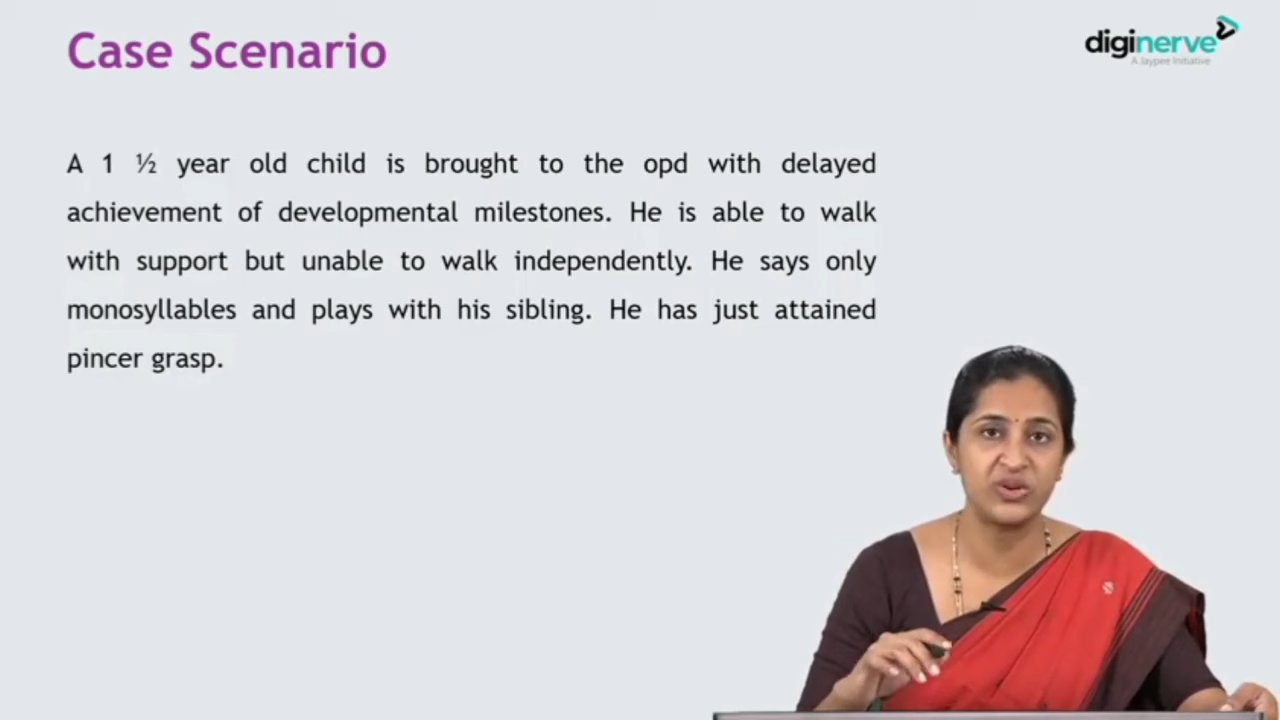 Case Scenario
diginerve
A Jaypee Initiative
A 1 ½ year old child is brought to the opd with delayed
achievement of developmental milestones. He is able to walk
with support but unable to walk independently. He says only
monosyllables and plays with his sibling. He has just attained
pincer grasp.